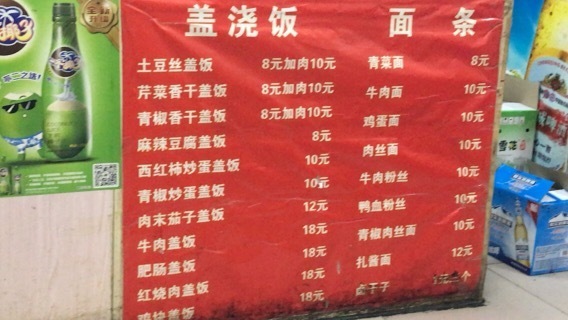 盖浇饭
土豆丝盖饭 8元加肉10元
芹菜香干盖饭 8元加肉10元
青椒香干盖饭 8元加肉10元
麻辣豆腐盖饭 8元
西红柿炒蛋盖饭 10元
青椒炒蛋盖饭 10元
肉末茄子盖饭 12元
牛肉盖饭 18元
肥肠盖饭 18元
红烧肉盖饭 18元
鸡块盖饭 18元
面条
青菜面 8元
牛肉面 10元
鸡蛋面 10元
肉丝面 10元
牛肉粉丝 10元
鸭血粉丝 10元
青椒肉丝面 10元
扎酱面 12元
卤干子